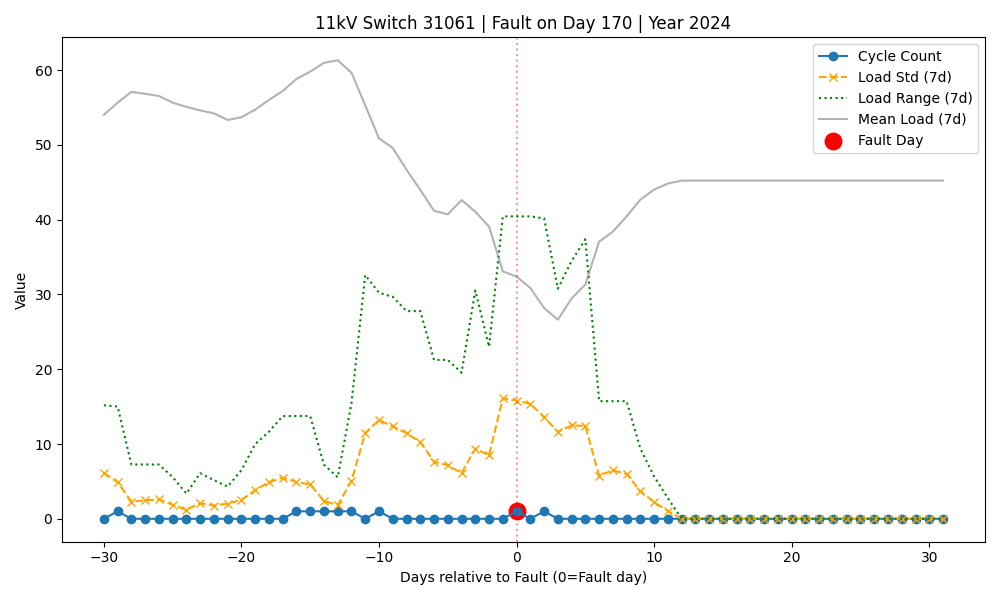 11kV Switch 31061 | Fault on Day 170 | Year 2024
Cycle Count
Load Std (7d)
Load Range (7d)
Mean Load (7d)
Fault Day
Value
60
50
40
30
20
10
0
−30
−20
−10
0
10
20
30
Days relative to Fault (0=Fault day)